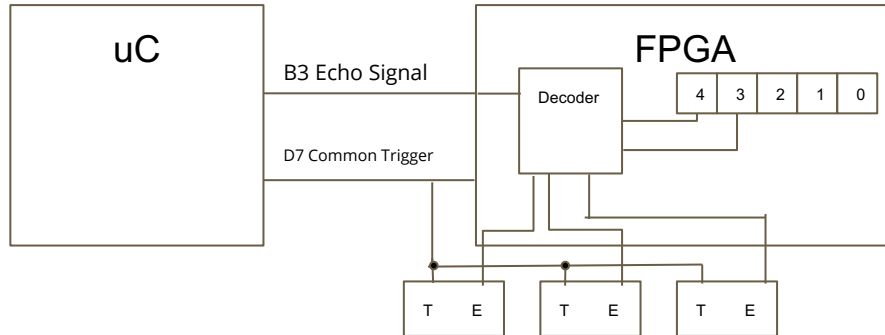 uC
FPGA
B3 Echo Signal
Decoder
4 3 2 1 0
D7 Common Trigger
T E T E T E